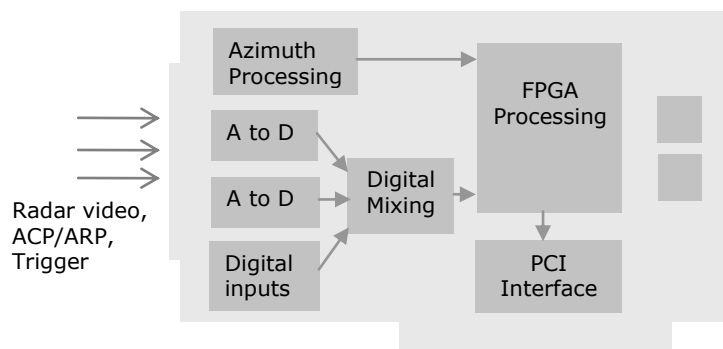 Azimuth
Processing
FPGA
Processing
A to D
A to D
Digital
Mixing
Digital
inputs
PCI
Interface
Radar video,
ACP/ARP,
Trigger